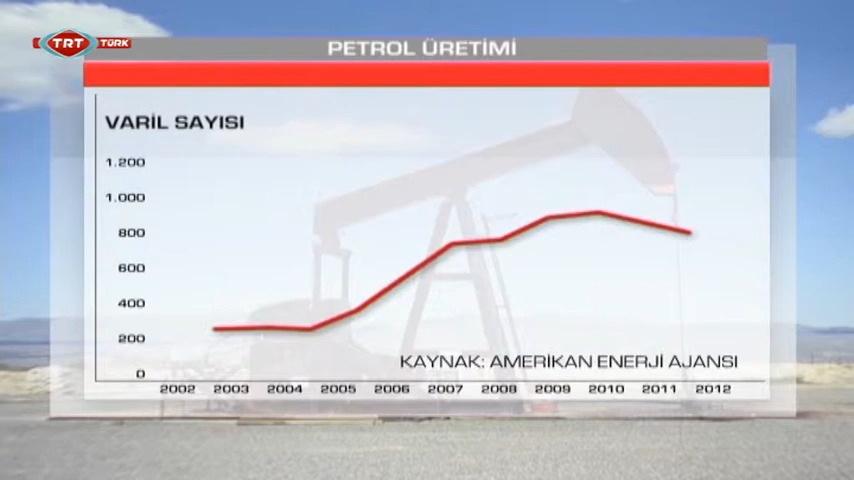 TRT TÜRK
PETROL ÜRETİMİ
VARİL SAYISI
1.200
1.000
800
600
400
200
0
2002 2003 2004 2005 2006 2007 2008 2009 2010 2011 2012
KAYNAK: AMERİKAN ENERJİ AJANSI